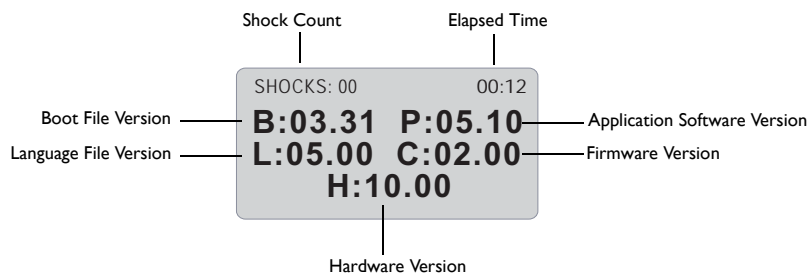 Shock Count Elapsed Time
SHOCKS: 00 00:12
Boot File Version B:03.31 P:05.10 Application Software Version
Language File Version L:05.00 C:02.00 Firmware Version
H:10.00
Hardware Version